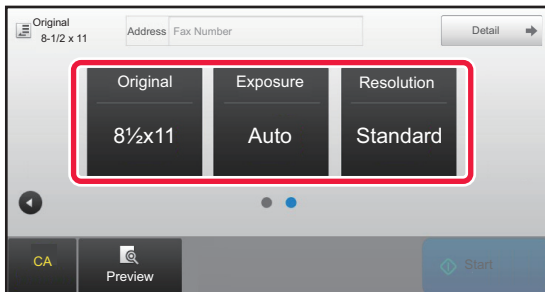 Original
8-1/2 x 11
Address Fax Number
Detail
Original Exposure Resolution
8½x11 Auto Standard
CA
Preview
Start